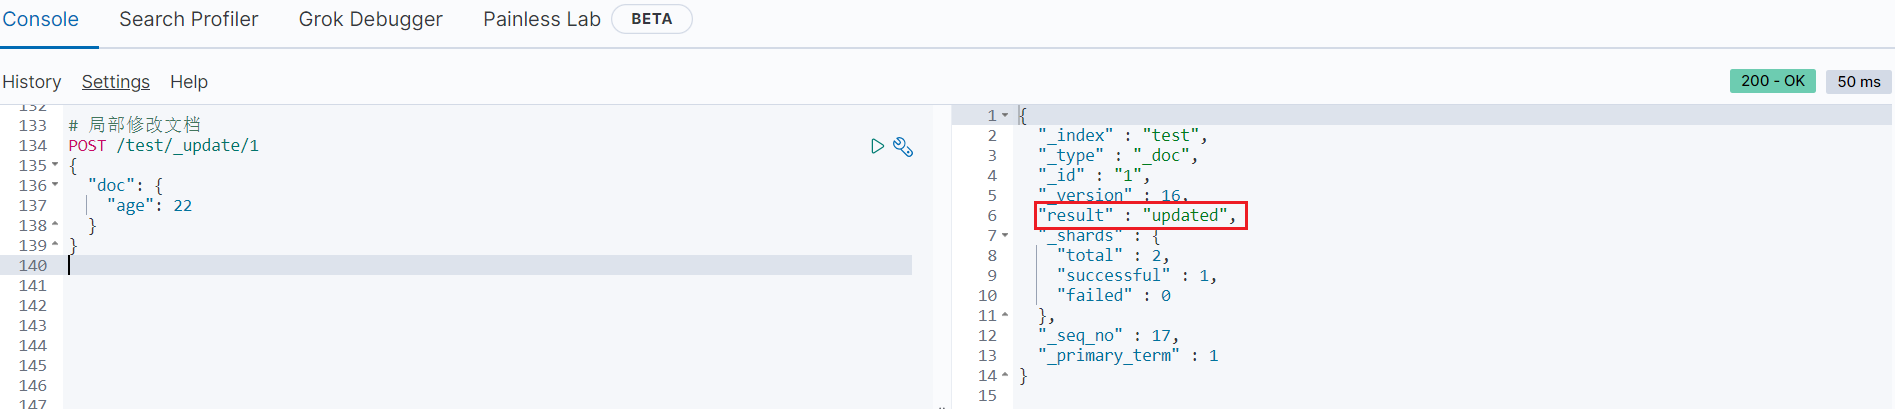 Console Search Profiler Grok Debugger Painless Lab BETA
History Settings Help 200 - OK 50 ms
132
133 # 局部修改文档
134 POST /test/_update/1
135 {
136 "doc": {
137 "age": 22
138 }
139 }
140
141
142
143
144
145
146
147
1 {
2 "_index" : "test",
3 "_type" : "_doc",
4 "_id" : "1",
5 "_version" : 16,
6 "result" : "updated",
7 "_shards" : {
8 "total" : 2,
9 "successful" : 1,
10 "failed" : 0
11 },
12 "_seq_no" : 17,
13 "_primary_term" : 1
14 }
15